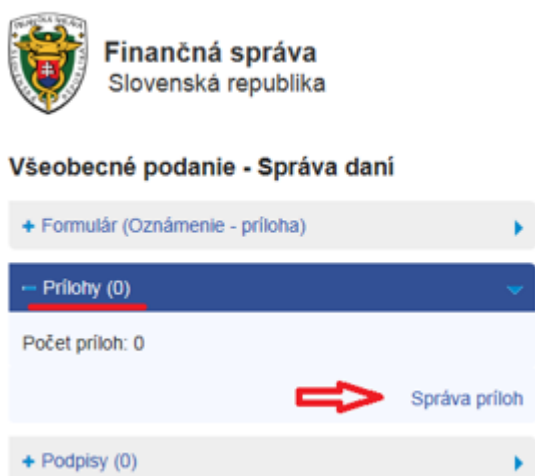 Finančná správa
Slovenská republika
Všeobecné podanie - Správa daní
+ Formulár (Oznámenie - príloha)
− Prílohy (0)
Počet príloh: 0
Správa príloh
+ Podpisy (0)